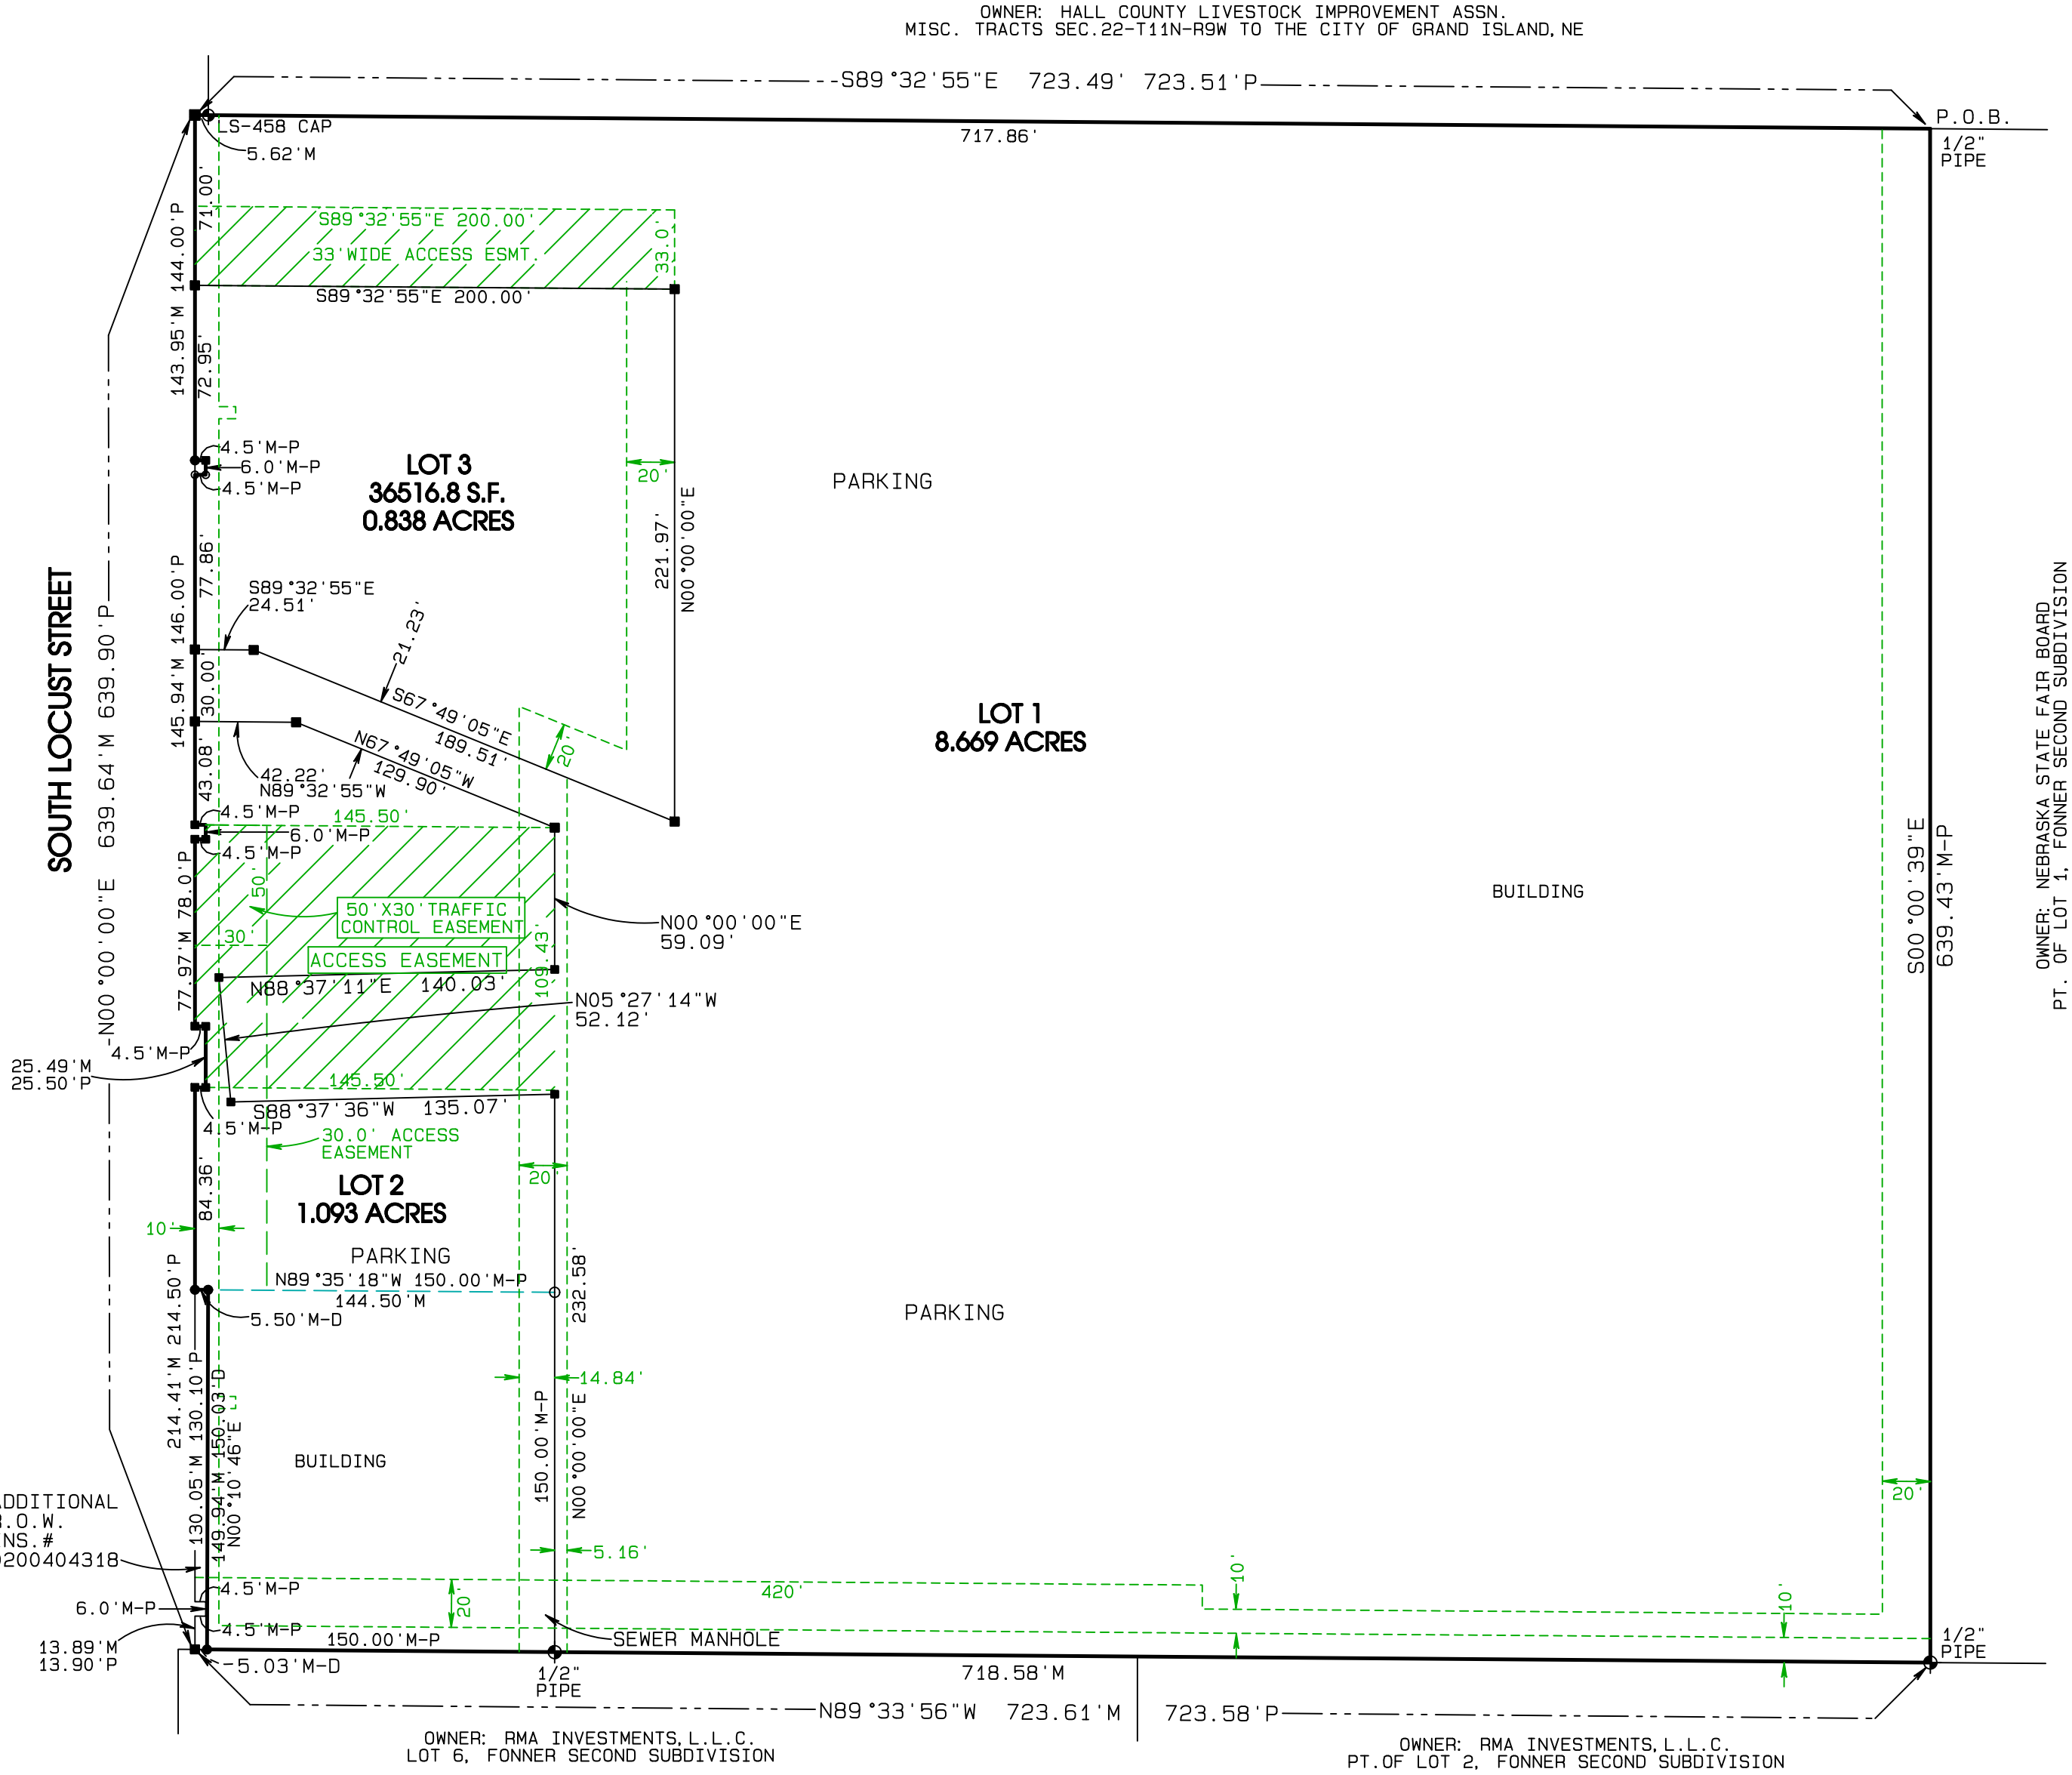 OWNER: HALL COUNTY LIVESTOCK IMPROVEMENT ASSN.
MISC. TRACTS SEC.22-T11N-R9W TO THE CITY OF GRAND ISLAND, NE
S89°32'55"E 723.49' 723.51'P
P.O.B.
1/2"
PIPE
LS-458 CAP
5.62'M
717.86'
71.00'
143.95'M 144.00'P
S89°32'55"E 200.00'
33'WIDE ACCESS ESMT.
33.0'
S89°32'55"E 200.00'
72.95'
4.5'M-P
6.0'M-P
4.5'M-P
LOT 3
36516.8 S.F.
0.838 ACRES
20'
PARKING
221.97'
N00°00'00"E
77.86'
145.94'M 146.00'P
S89°32'55"E
24.51'
21.23'
SOUTH LOCUST STREET
N00°00'00"E 639.64'M 639.90'P
30.00'
S67°49'05"E
189.51'
N67°49'05"W
129.90'
20'
LOT 1
8.669 ACRES
43.08'
42.22'
N89°32'55"W
4.5'M-P
145.50'
6.0'M-P
4.5'M-P
50'
77.97'M 78.0'P
50'X30'TRAFFIC
CONTROL EASEMENT
30'
ACCESS EASEMENT
109.43'
N00°00'00"E
59.09'
BUILDING
S00°00'39"E
639.43'M-P
OWNER: NEBRASKA STATE FAIR BOARD
PT. OF LOT 1, FONNER SECOND SUBDIVISION
N88°37'11"E 140.03'
N05°27'14"W
52.12'
4.5'M-P
25.49'M
25.50'P
145.50'
S88°37'36"W 135.07'
4.5'M-P
30.0' ACCESS
EASEMENT
84.36'
LOT 2
1.093 ACRES
20'
10'
PARKING
N89°35'18"W 150.00'M-P
144.50'M
5.50'M-D
232.58'
PARKING
214.41'M 214.50'P
130.05'M 130.10'P
149.94'M 150.03'D
N00°10'46"E
14.84'
150.00'M-P
N00°00'00"E
BUILDING
20'
ADDITIONAL
R.O.W.
INS.#
0200404318
5.16'
4.5'M-P
6.0'M-P
4.5'M-P
20'
420'
10'
10'
13.89'M
13.90'P
150.00'M-P
SEWER MANHOLE
5.03'M-D
1/2"
PIPE
718.58'M
1/2"
PIPE
N89°33'56"W 723.61'M 723.58'P
OWNER: RMA INVESTMENTS, L.L.C.
LOT 6, FONNER SECOND SUBDIVISION
OWNER: RMA INVESTMENTS, L.L.C.
PT.OF LOT 2, FONNER SECOND SUBDIVISION